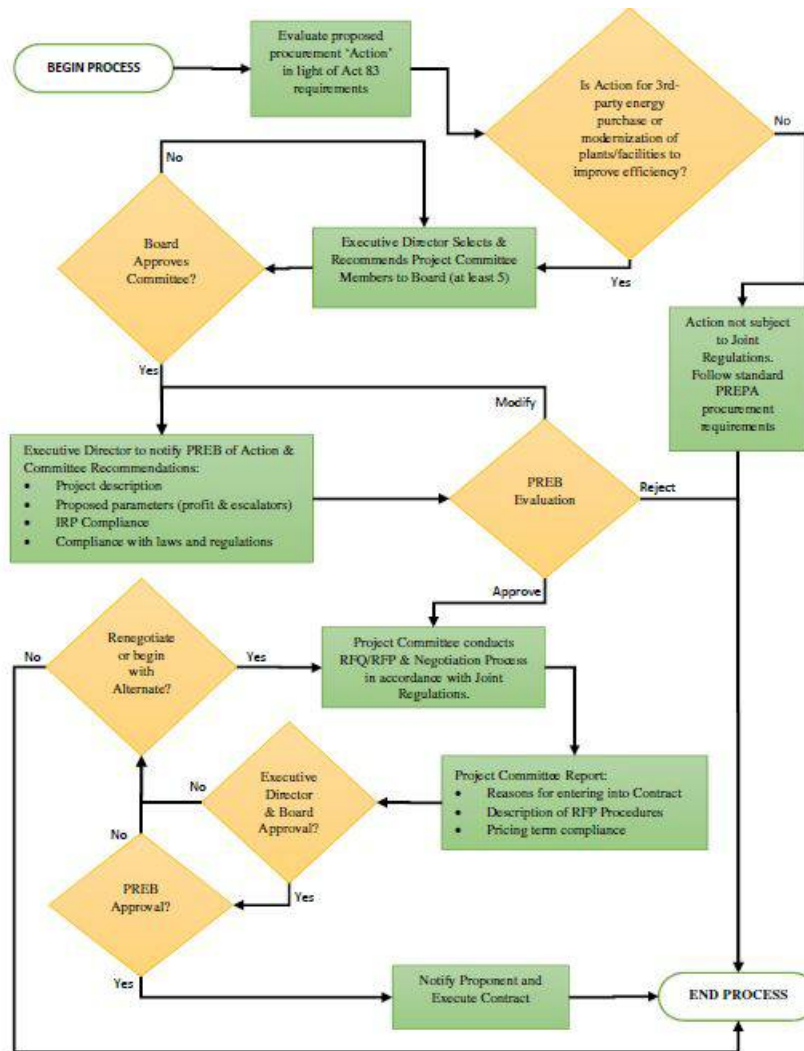 BEGIN PROCESS
Evaluate proposed
procurement ‘Action’
in light of Act 83
requirements
Is Action for 3rd-
party energy
purchase or
modernization of
plants/facilities to
improve efficiency?
No
No
Board
Approves
Committee?
Executive Director Selects &
Recommends Project Committee
Members to Board (at least 5)
Yes
Action not subject
to Joint
Regulations.
Follow standard
PREPA
procurement
requirements
Yes
Modify
Executive Director to notify PREB of Action &
Committee Recommendations:
• Project description
• Proposed parameters (profit & escalators)
• IRP Compliance
• Compliance with laws and regulations
PREB
Evaluation
Reject
Approve
Renegotiate
or begin
with
Alternate?
No
Yes
Project Committee conducts
RFQ/RFP & Negotiation Process
in accordance with Joint
Regulations.
Project Committee Report:
• Reasons for entering into Contract
• Description of RFP Procedures
• Pricing term compliance
Executive
Director
& Board
Approval?
No
No
Yes
PREB
Approval?
Yes
Notify Proponent and
Execute Contract
END PROCESS